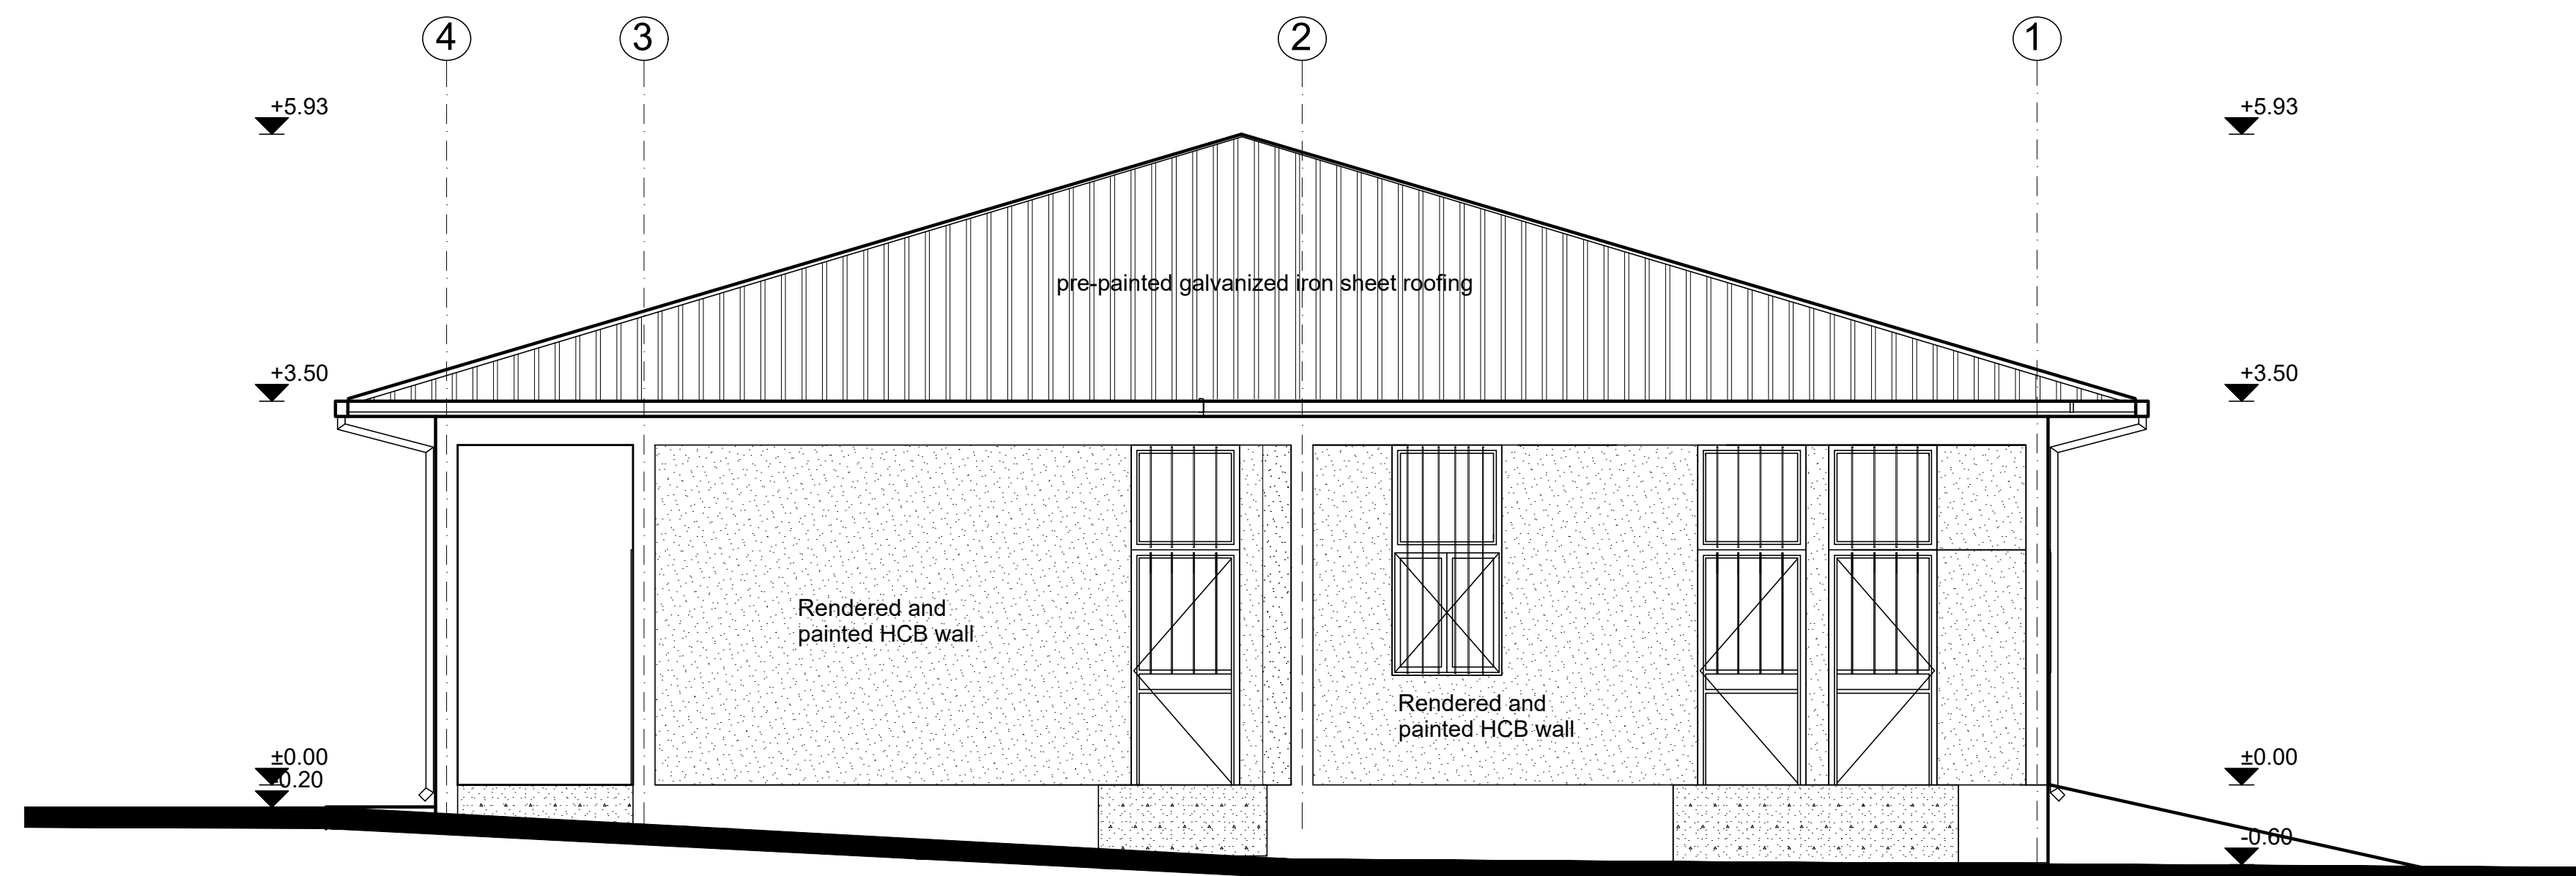 4
3
2
1
+5.93
+5.93
pre-painted galvanized iron sheet roofing
+3.50
+3.50
Rendered and
painted HCB wall
Rendered and
painted HCB wall
±0.00
-0.20
±0.00
-0.60